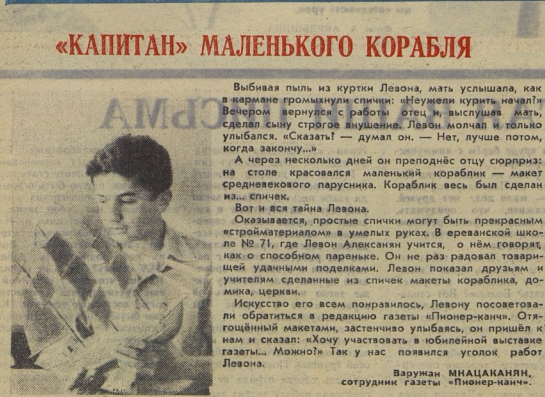 «КАПИТАН» МАЛЕНЬКОГО КОРАБЛЯ
Выбивая пыль из куртки Левона, мать услышала, как
в кармане громыхнули спички: «Неужели курить начал?»
Вечером вернулся с работы отец и, выслушав мать,
сделал сыну строгое внушение. Левон молчал и только
улыбался. «Сказать? — думал он. — Нет, лучше потом,
когда закончу...»
А через несколько дней он преподнёс отцу сюрприз:
на столе красовался маленький кораблик — макет
средневекового парусника. Кораблик весь был сделан
из... спичек.
Вот и вся тайна Левона.
Оказывается, простые спички могут быть прекрасным
«стройматериалом» в умелых руках. В ереванской шко-
ле № 71, где Левон Алексанян учится, о нём говорят,
как о способном пареньке. Он не раз радовал товари-
щей удачными поделками. Левон показал друзьям и
учителям сделанные из спичек макеты кораблика, до-
мика, церкви.
Искусство его всем понравилось, Левону посоветова-
ли обратиться в редакцию газеты «Пионер-канч». Отя-
гощённый макетами, застенчиво улыбаясь, он пришёл к
нам и сказал: «Хочу участвовать в юбилейной выставке
газеты... Можно?» Так у нас появился уголок работ
Левона.
Варужан МНАЦАКАНЯН,
сотрудник газеты «Пионер-канч».